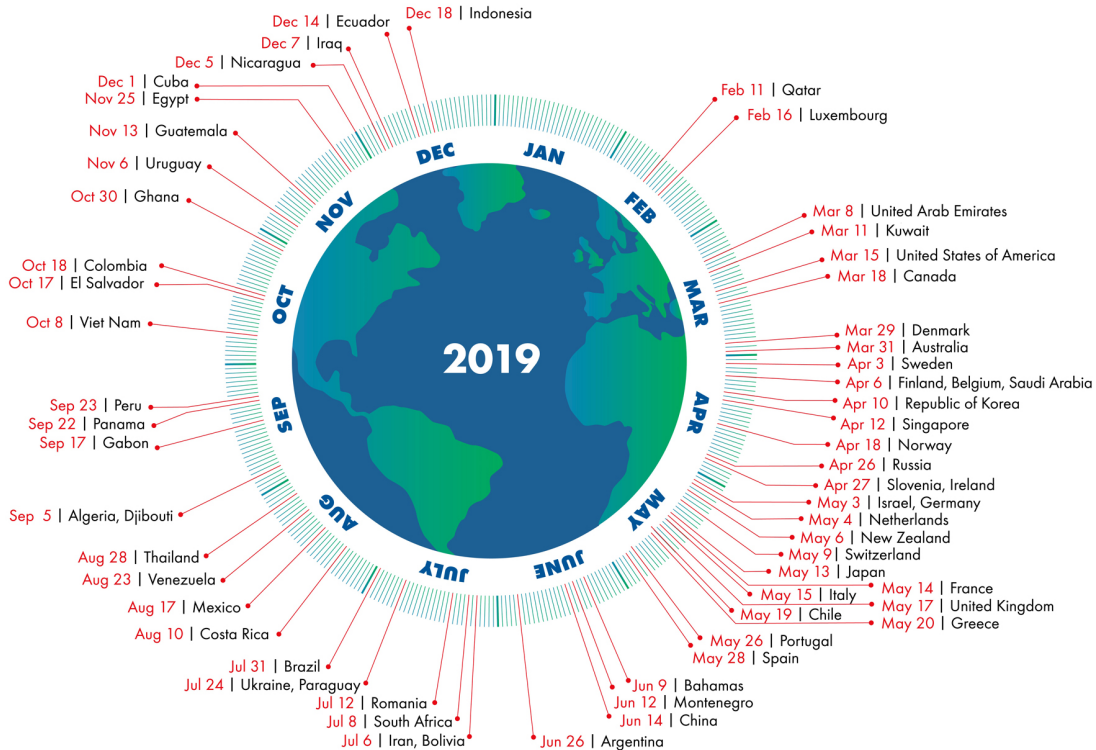 Feb 11 | Qatar
Feb 16 | Luxembourg
Mar 8 | United Arab Emirates
Mar 11 | Kuwait
Mar 15 | United States of America
Mar 18 | Canada
Mar 29 | Denmark
Mar 31 | Australia
Apr 3 | Sweden
Apr 6 | Finland, Belgium, Saudi Arabia
Apr 10 | Republic of Korea
Apr 12 | Singapore
Apr 18 | Norway
Apr 26 | Russia
Apr 27 | Slovenia, Ireland
May 3 | Israel, Germany
May 4 | Netherlands
May 6 | New Zealand
May 9 | Switzerland
May 13 | Japan
May 14 | France
May 15 | Italy
May 17 | United Kingdom
May 19 | Chile
May 20 | Greece
May 26 | Portugal
May 28 | Spain
Jun 9 | Bahamas
Jun 12 | Montenegro
Jun 14 | China
Jun 26 | Argentina
Jul 6 | Iran, Bolivia
Jul 8 | South Africa
Jul 12 | Romania
Jul 24 | Ukraine, Paraguay
Jul 31 | Brazil
Aug 10 | Costa Rica
Aug 17 | Mexico
Aug 23 | Venezuela
Aug 28 | Thailand
Sep 5 | Algeria, Djibouti
Sep 17 | Gabon
Sep 22 | Panama
Sep 23 | Peru
Oct 8 | Viet Nam
Oct 17 | El Salvador
Oct 18 | Colombia
Oct 30 | Ghana
Nov 6 | Uruguay
Nov 13 | Guatemala
Nov 25 | Egypt
Dec 1 | Cuba
Dec 5 | Nicaragua
Dec 7 | Iraq
Dec 14 | Ecuador
Dec 18 | Indonesia
JAN
FEB
MAR
APR
MAY
JUNE
JULY
AUG
SEP
OCT
NOV
DEC
2019